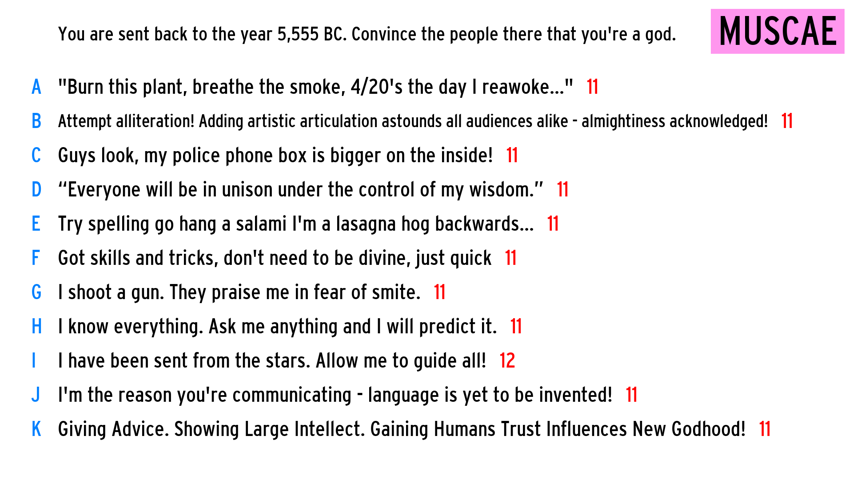 You are sent back to the year 5,555 BC. Convince the people there that you're a god.
MUSCAE
A "Burn this plant, breathe the smoke, 4/20's the day I reawoke..." 11
B Attempt alliteration! Adding artistic articulation astounds all audiences alike - almightiness acknowledged! 11
C Guys look, my police phone box is bigger on the inside! 11
D “Everyone will be in unison under the control of my wisdom.” 11
E Try spelling go hang a salami I'm a lasagna hog backwards... 11
F Got skills and tricks, don't need to be divine, just quick 11
G I shoot a gun. They praise me in fear of smite. 11
H I know everything. Ask me anything and I will predict it. 11
I I have been sent from the stars. Allow me to guide all! 12
J I'm the reason you're communicating - language is yet to be invented! 11
K Giving Advice. Showing Large Intellect. Gaining Humans Trust Influences New Godhood! 11